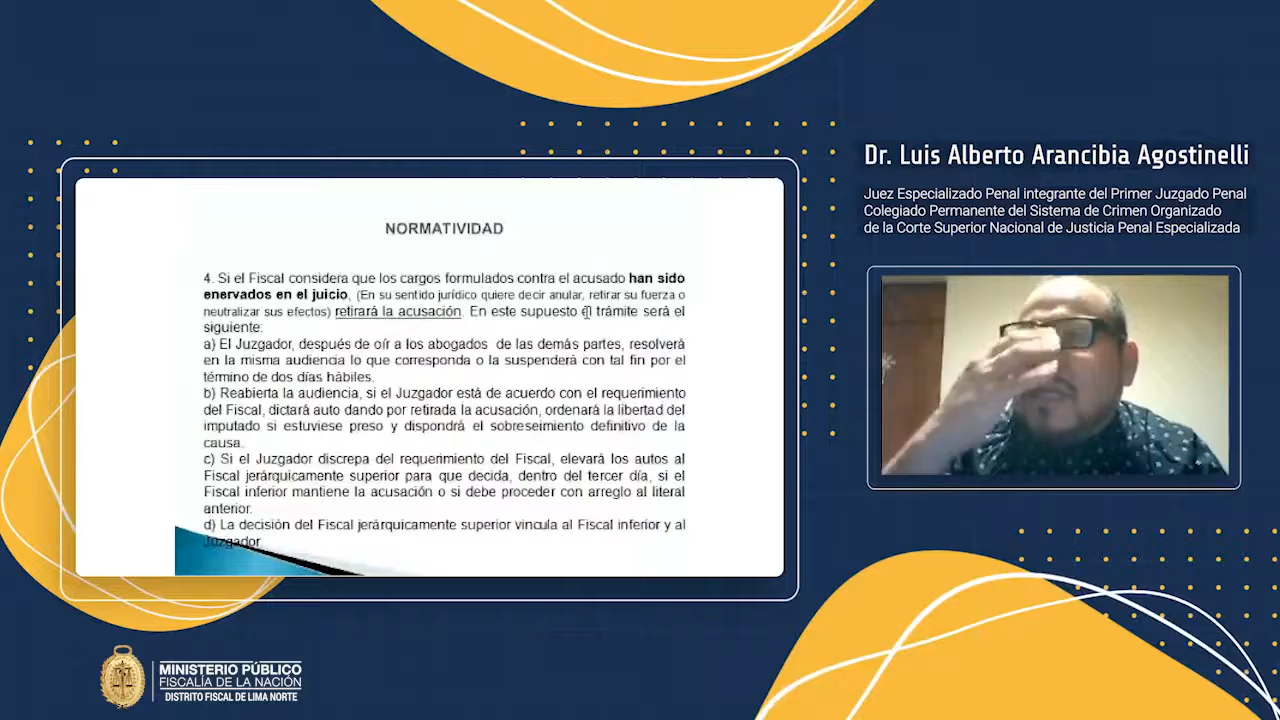 NORMATIVIDAD
4. Si el Fiscal considera que los cargos formulados contra el acusado han sido
enervados en el juicio, (En su sentido jurídico quiere decir anular, retirar su fuerza o
neutralizar sus efectos) retirará la acusación. En este supuesto el trámite será el
siguiente:
a) El Juzgador, después de oír a los abogados de las demás partes, resolverá
en la misma audiencia lo que corresponda o la suspenderá con tal fin por el
término de dos días hábiles.
b) Reabierta la audiencia, si el Juzgador está de acuerdo con el requerimiento
del Fiscal, dictará auto dando por retirada la acusación, ordenará la libertad del
imputado si estuviese preso y dispondrá el sobreseimiento definitivo de la
causa.
c) Si el Juzgador discrepa del requerimiento del Fiscal, elevará los autos al
Fiscal jerárquicamente superior para que decida, dentro del tercer día, si el
Fiscal inferior mantiene la acusación o si debe proceder con arreglo al literal
anterior.
d) La decisión del Fiscal jerárquicamente superior vincula al Fiscal inferior y al
Juzgador.
Dr. Luis Alberto Arancibia Agostinelli
Juez Especializado Penal integrante del Primer Juzgado Penal
Colegiado Permanente del Sistema de Crimen Organizado
de la Corte Superior Nacional de Justicia Penal Especializada
MINISTERIO PÚBLICO
FISCALÍA DE LA NACIÓN
DISTRITO FISCAL DE LIMA NORTE